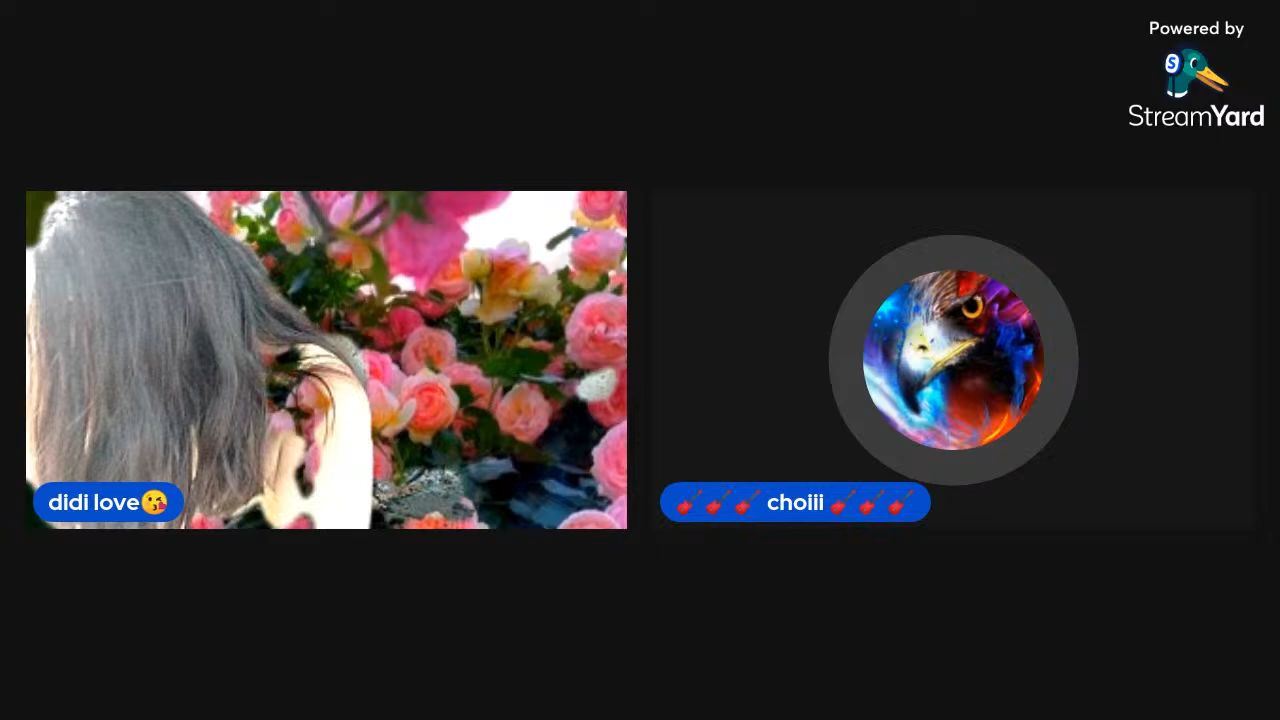 Powered by
S
StreamYard
didi love😘
🎸🎸🎸 choiii 🎸🎸🎸